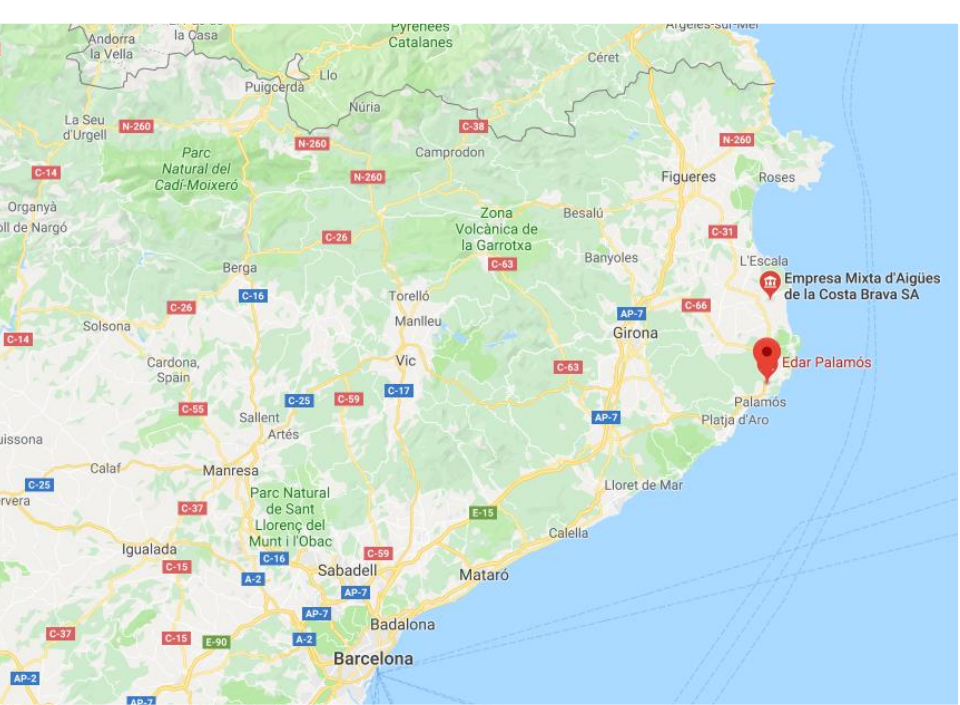 Pyrénées
Catalanes
Argelès-sur-Mer
Andorra
la Vella
la Casa
Céret
Llo
Puigcerdà
Núria
La Seu
d'Urgell
N-260
C-38
N-260
N-260
Parc
Natural del
Cadí-Moixeró
Camprodon
C-14
N-260
Figueres
Roses
Organyà
oll de Nargó
Zona
Volcànica de
la Garrotxa
Besalú
C-26
C-31
C-63
Banyoles
L'Escala
Berga
Empresa Mixta d'Aigües
de la Costa Brava SA
C-16
Torelló
C-26
C-66
Manlleu
AP-7
Solsona
Girona
C-14
Cardona,
Spain
Vic
C-63
Edar Palamós
C-17
C-25
C-59
Palamós
C-55
Sallent
AP-7
Platja d'Aro
Artés
uissona
Calaf
Manresa
C-25
Lloret de Mar
rvera
Parc Natural
de Sant
Llorenç del
Munt i l'Obac
C-37
E-15
Calella
Igualada
C-59
C-16
C-15
A-2
Sabadell
Mataró
AP-7
AP-7
Badalona
C-37
C-15
E-90
A-2
Barcelona
AP-2
AP-7